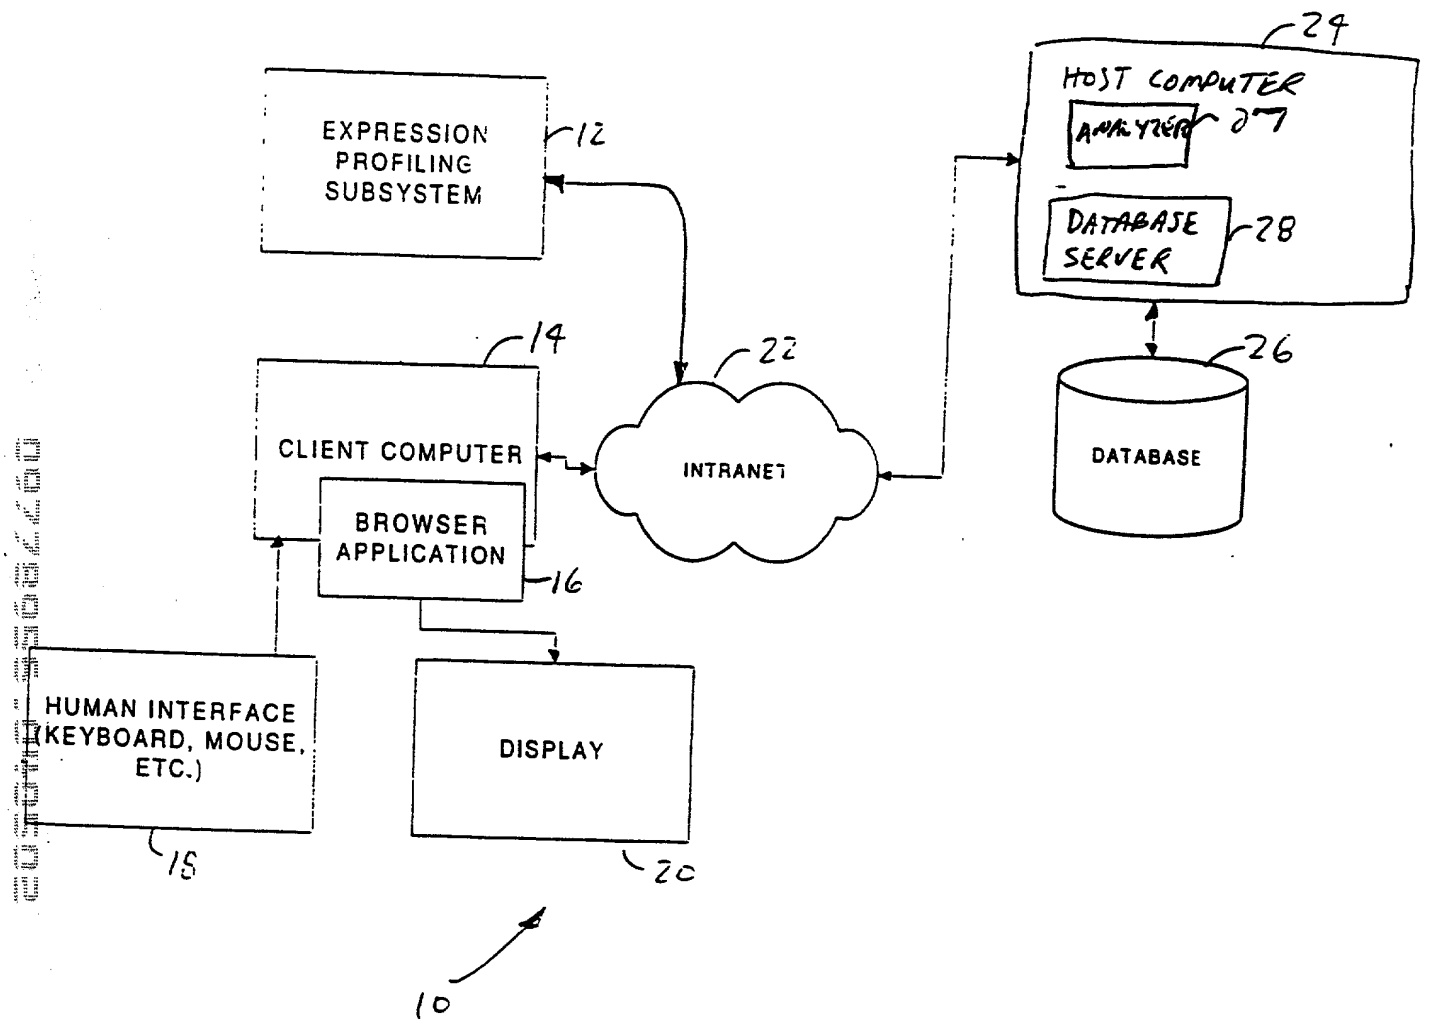 24
HOST COMPUTER
ANALYZER
27
DATABASE
SERVER
28
EXPRESSION
PROFILING
SUBSYSTEM
12
14
CLIENT COMPUTER
BROWSER
APPLICATION
16
22
INTRANET
26
DATABASE
HUMAN INTERFACE
(KEYBOARD, MOUSE,
ETC.)
18
DISPLAY
20
10